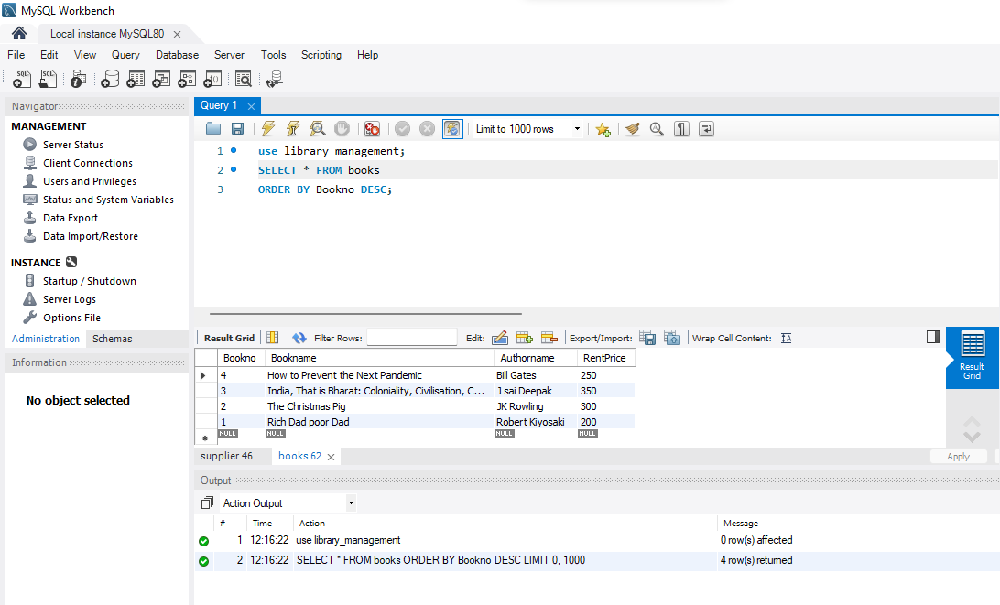 MySQL Workbench
Local instance MySQL80
File Edit View Query Database Server Tools Scripting Help
Navigator
MANAGEMENT
Server Status
Client Connections
Users and Privileges
Status and System Variables
Data Export
Data Import/Restore
INSTANCE
Startup / Shutdown
Server Logs
Options File
Administration Schemas
Information
No object selected
Query 1
Limit to 1000 rows
1 use library_management;
2 SELECT * FROM books
3 ORDER BY Bookno DESC;
Result Grid Filter Rows: Edit: Export/Import: Wrap Cell Content:
Bookno Bookname Authorname RentPrice
4 How to Prevent the Next Pandemic Bill Gates 250
3 India, That is Bharat: Coloniality, Civilisation, C... J sai Deepak 350
2 The Christmas Pig JK Rowling 300
1 Rich Dad poor Dad Robert Kiyosaki 200
NULL NULL NULL NULL
Result
Grid
supplier 46 books 62
Apply
Output
Action Output
# Time Action Message
1 12:16:22 use library_management 0 row(s) affected
2 12:16:22 SELECT * FROM books ORDER BY Bookno DESC LIMIT 0, 1000 4 row(s) returned